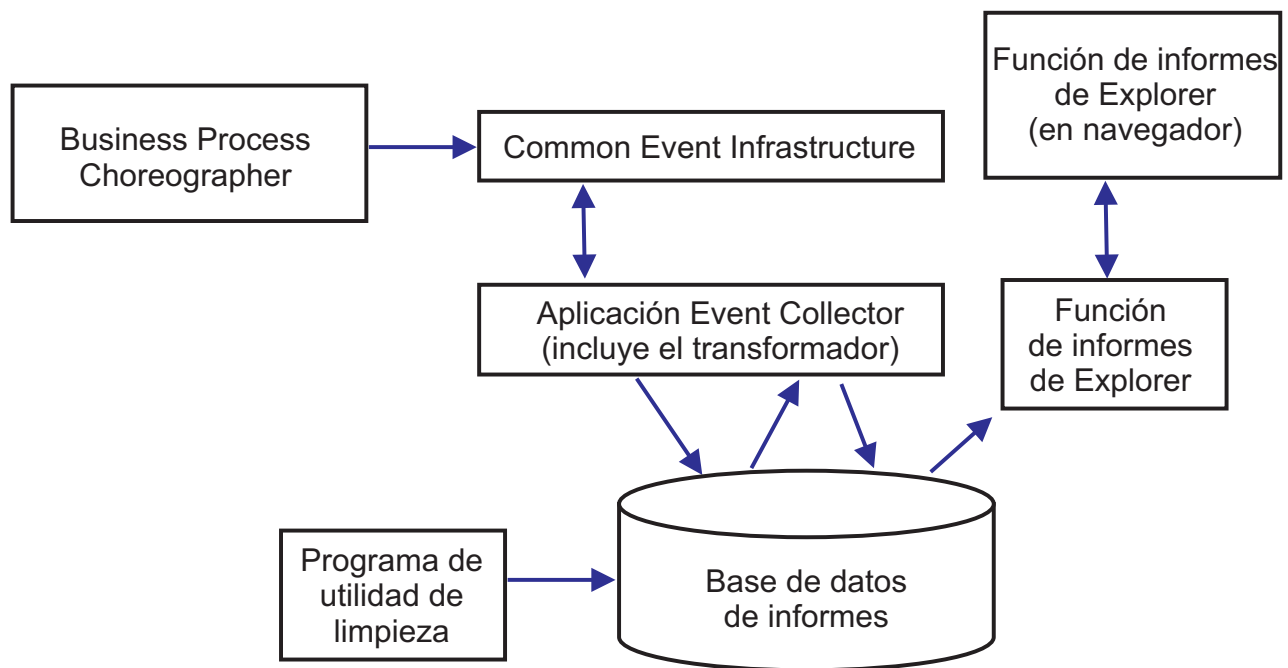 Business Process
Choreographer
Common Event Infrastructure
Función de informes
de Explorer
(en navegador)
Aplicación Event Collector
(incluye el transformador)
Función
de informes
de Explorer
Programa de
utilidad de
limpieza
Base de datos
de informes